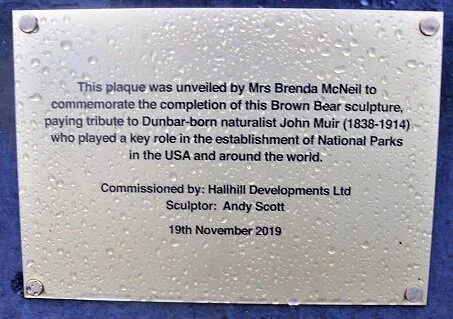 This plaque was unveiled by Mrs Brenda McNeil to
commemorate the completion of this Brown Bear sculpture,
paying tribute to Dunbar-born naturalist John Muir (1838-1914)
who played a key role in the establishment of National Parks
in the USA and around the world.
Commissioned by: Hallhill Developments Ltd
Sculptor: Andy Scott
19th November 2019